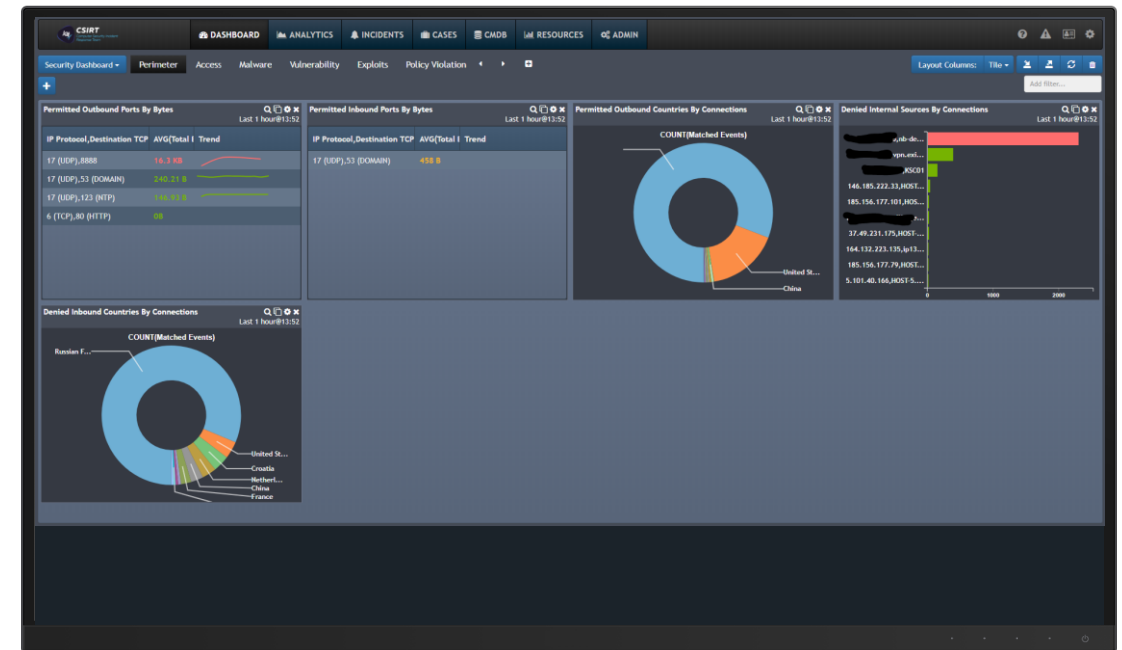 CSIRT
DASHBOARD ANALYTICS INCIDENTS CASES CMDB RESOURCES ADMIN
Security Dashboard Perimeter Access Malware Vulnerability Exploits Policy Violation Layout Columns: Tile
Add filter...
Permitted Outbound Ports By Bytes
Last 1 hour@13:52
IP Protocol,Destination TCP AVG(Total I Trend
17 (UDP),8888 16.3 KB
17 (UDP),53 (DOMAIN) 240.21 B
17 (UDP),123 (NTP) 146.93 B
6 (TCP),80 (HTTP) 0B
Permitted Inbound Ports By Bytes
Last 1 hour@13:52
IP Protocol,Destination TCP AVG(Total I Trend
17 (UDP),53 (DOMAIN) 458 B
Permitted Outbound Countries By Connections
Last 1 hour@13:52
COUNT(Matched Events)
United St...
China
Denied Internal Sources By Connections
Last 1 hour@13:52
,nb-de...
vpn.exi...
,KSC01
146.185.222.33,HOST...
185.156.177.101,HOS...
37.49.231.175,HOST-...
164.132.223.135,ip13...
185.156.177.79,HOST...
5.101.40.166,HOST-5....
0 1000 2000
Denied Inbound Countries By Connections
Last 1 hour@13:52
COUNT(Matched Events)
Russian F...
United St...
Croatia
Netherl...
China
France